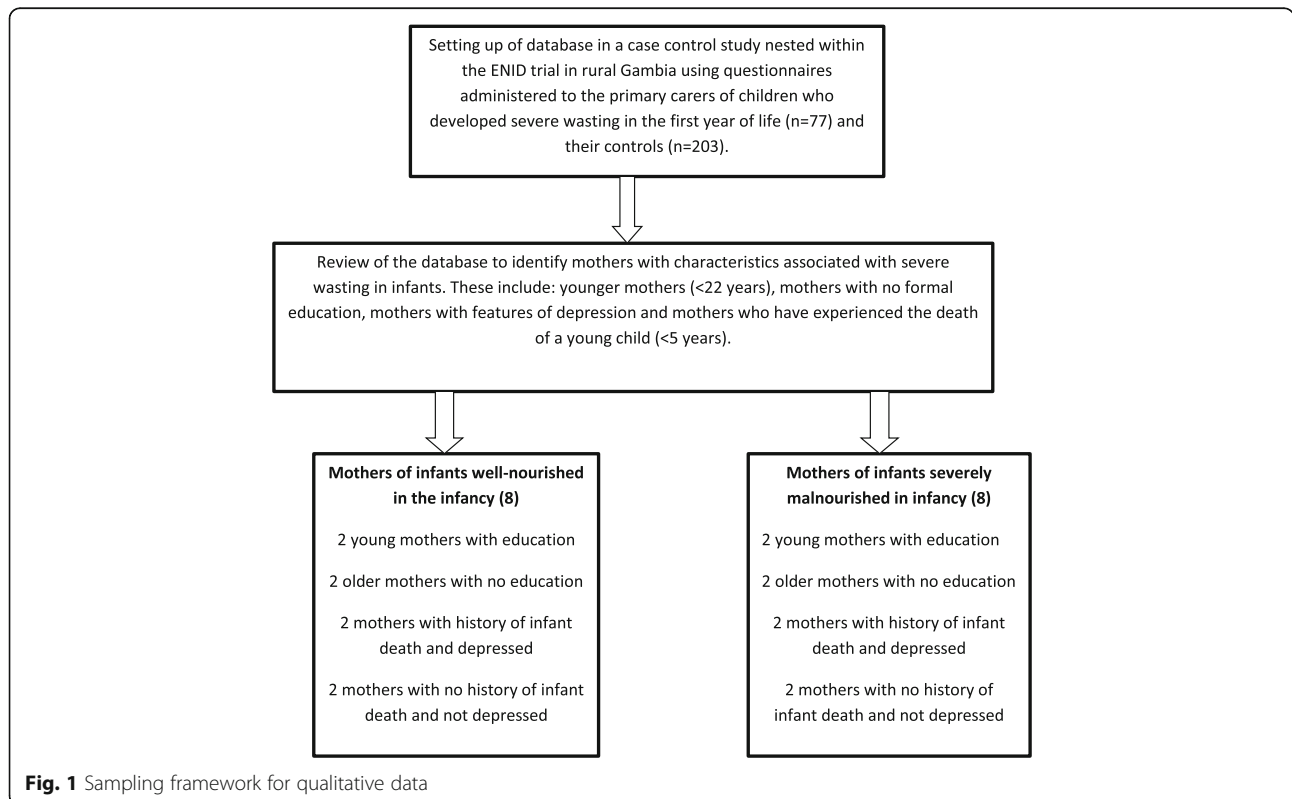 Setting up of database in a case control study nested within
the ENID trial in rural Gambia using questionnaires
administered to the primary carers of children who
developed severe wasting in the first year of life (n=77) and
their controls (n=203).
Review of the database to identify mothers with characteristics associated with severe
wasting in infants. These include: younger mothers (<22 years), mothers with no formal
education, mothers with features of depression and mothers who have experienced the death
of a young child (<5 years).
Mothers of infants well-nourished
in the infancy (8)
2 young mothers with education
2 older mothers with no education
2 mothers with history of infant
death and depressed
2 mothers with no history of infant
death and not depressed
Mothers of infants severely
malnourished in infancy (8)
2 young mothers with education
2 older mothers with no education
2 mothers with history of infant
death and depressed
2 mothers with no history of
infant death and not depressed
Fig. 1 Sampling framework for qualitative data